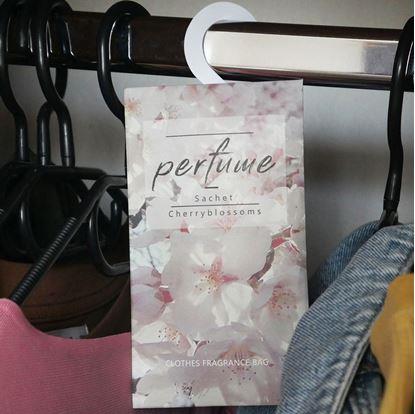 perfume
Sachet
Cherryblossoms
CLOTHES FRAGRANCE BAG